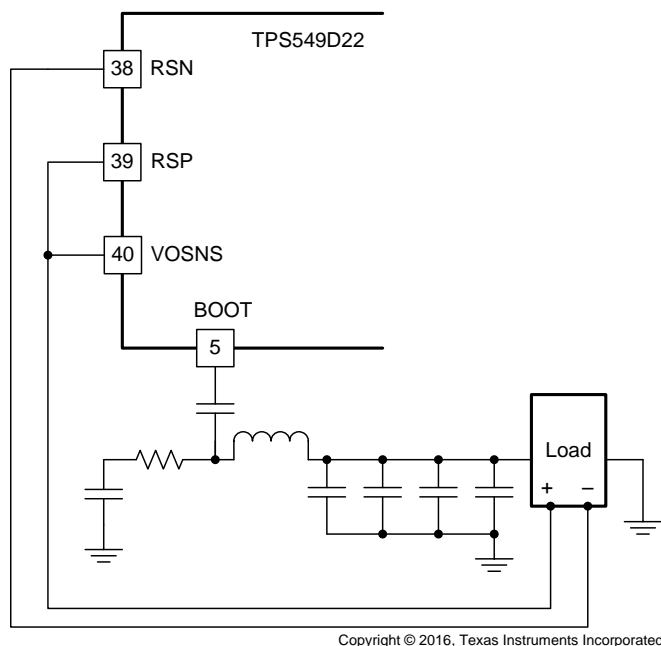 TPS549D22
38 RSN
39 RSP
40 VOSNS
BOOT
5
Load
+ −
Copyright © 2016, Texas Instruments Incorporated